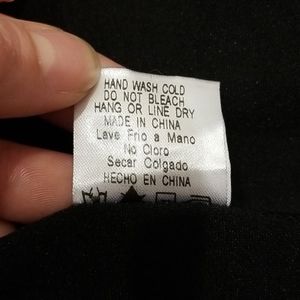 HAND WASH COLD
DO NOT BLEACH
HANG OR LINE DRY
MADE IN CHINA
Lave Frio a Mano
No Cloro
Secar Colgado
HECHO EN CHINA